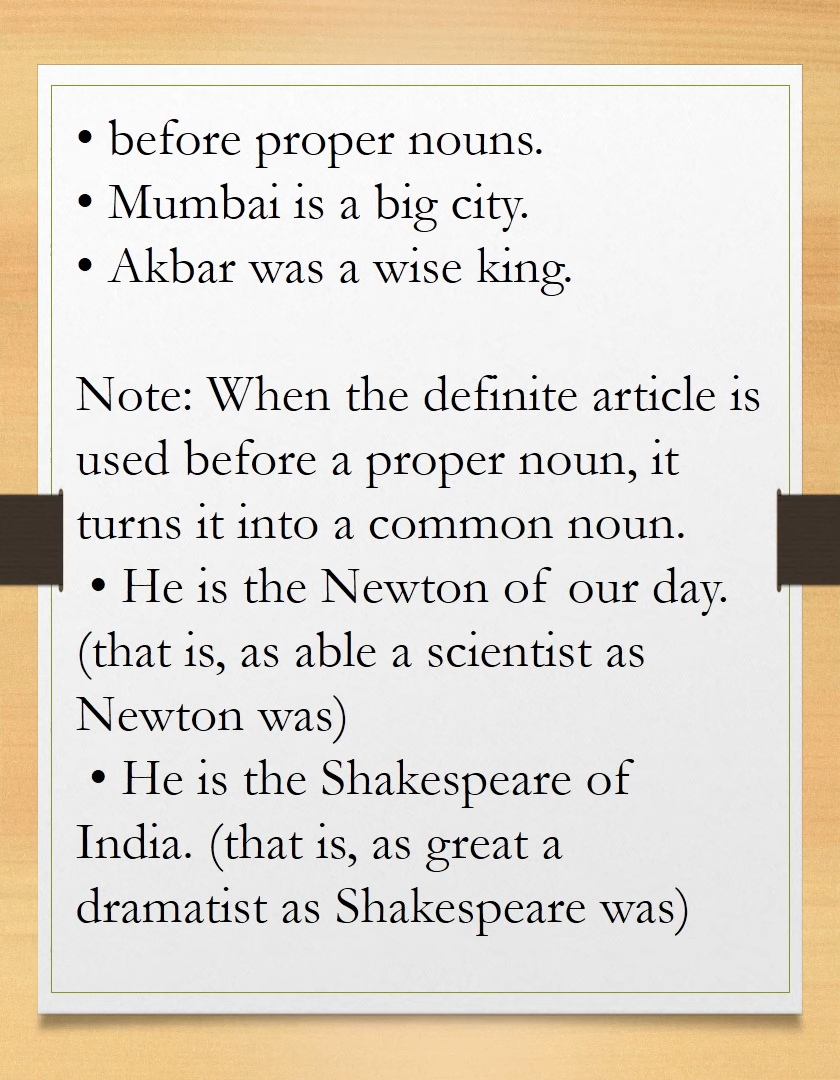 • before proper nouns.
• Mumbai is a big city.
• Akbar was a wise king.
Note: When the definite article is
used before a proper noun, it
turns it into a common noun.
• He is the Newton of our day.
(that is, as able a scientist as
Newton was)
• He is the Shakespeare of
India. (that is, as great a
dramatist as Shakespeare was)